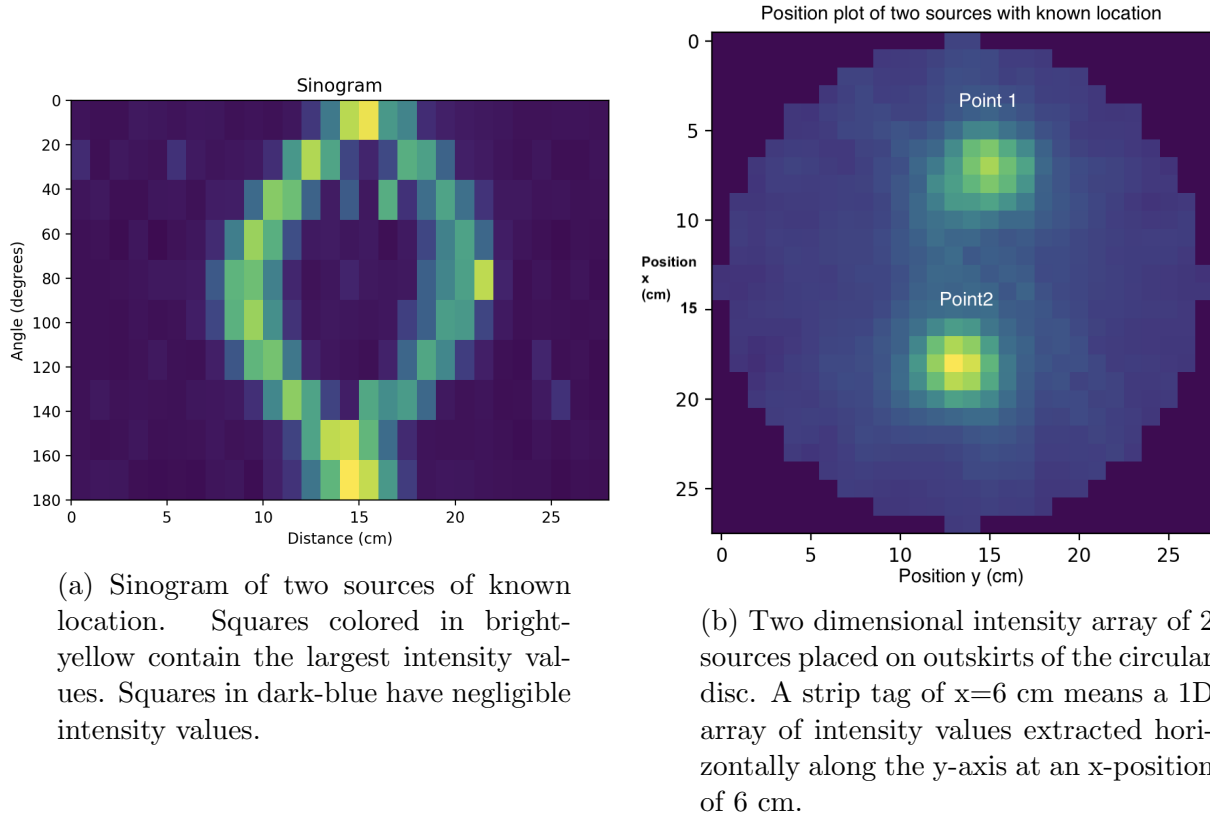 Sinogram
0
20
40
60
80
100
120
140
160
180
Angle (degrees)
0
5
10
15
20
25
Distance (cm)
(a) Sinogram of two sources of known
location. Squares colored in bright-
yellow contain the largest intensity val-
ues. Squares in dark-blue have negligible
intensity values.
Position plot of two sources with known location
0
5
10
15
20
25
Position
x
(cm)
Point 1
Point2
0
5
10
15
20
25
Position y (cm)
(b) Two dimensional intensity array of 2
sources placed on outskirts of the circular
disc. A strip tag of x=6 cm means a 1D
array of intensity values extracted hori-
zontally along the y-axis at an x-position
of 6 cm.